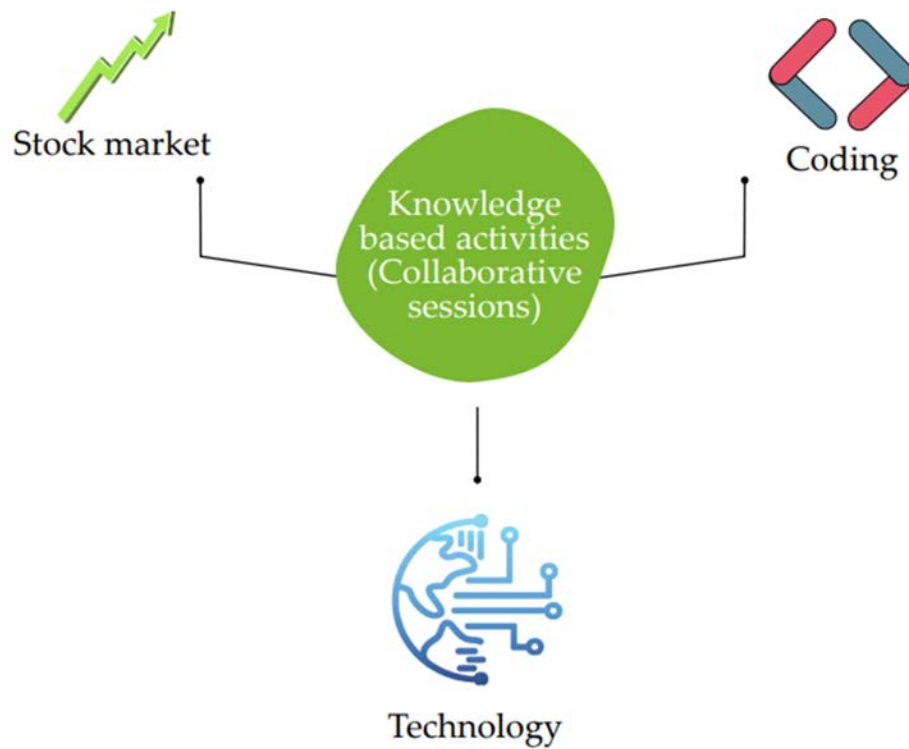 Stock market
Coding
Knowledge
based activities
(Collaborative
sessions)
Technology